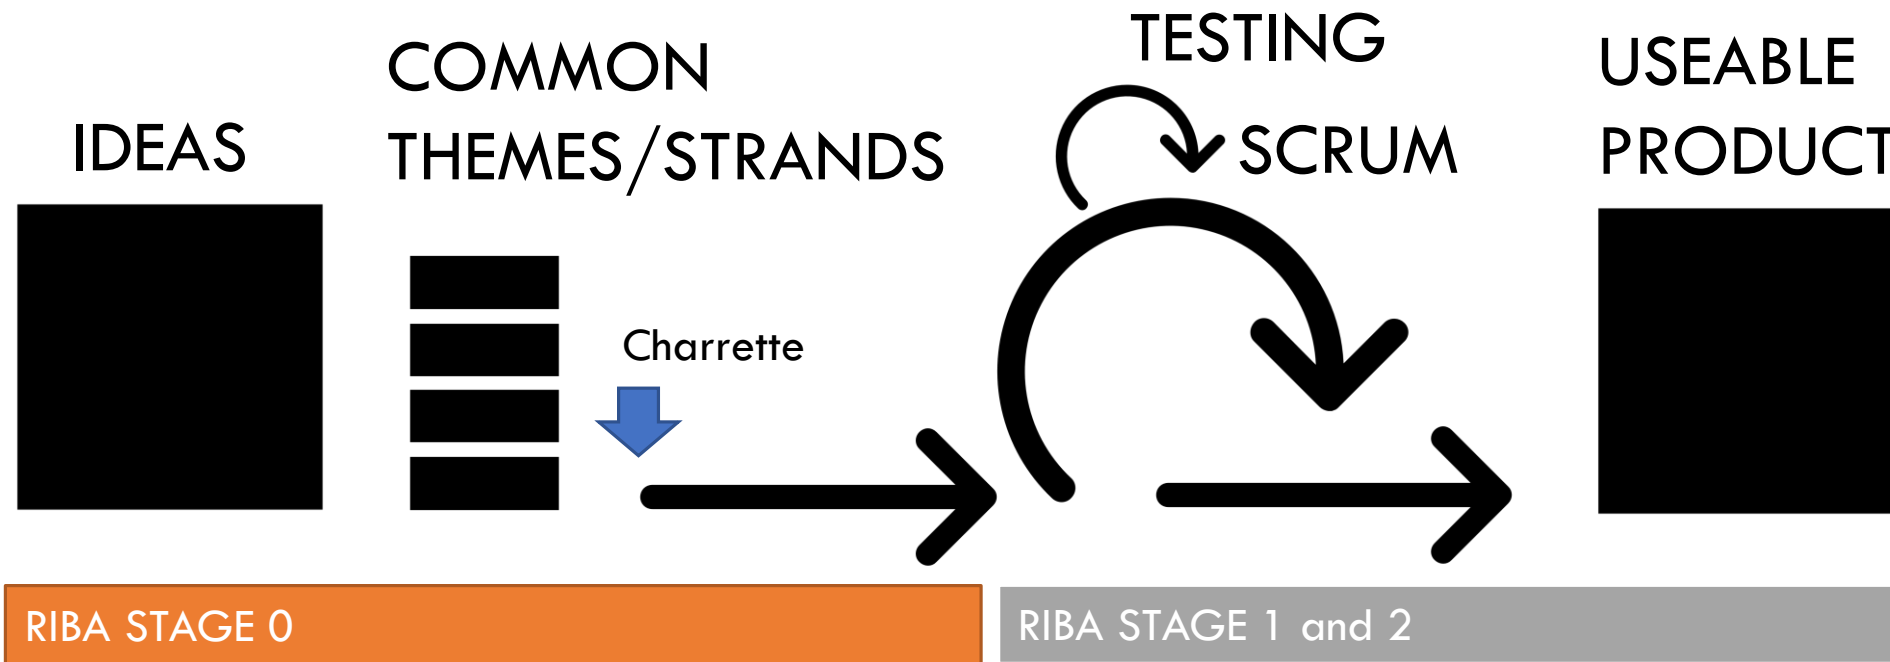 IDEAS
COMMON
THEMES/STRANDS
Charrette
TESTING
SCRUM
USEABLE
PRODUCT
RIBA STAGE 0
RIBA STAGE 1 and 2